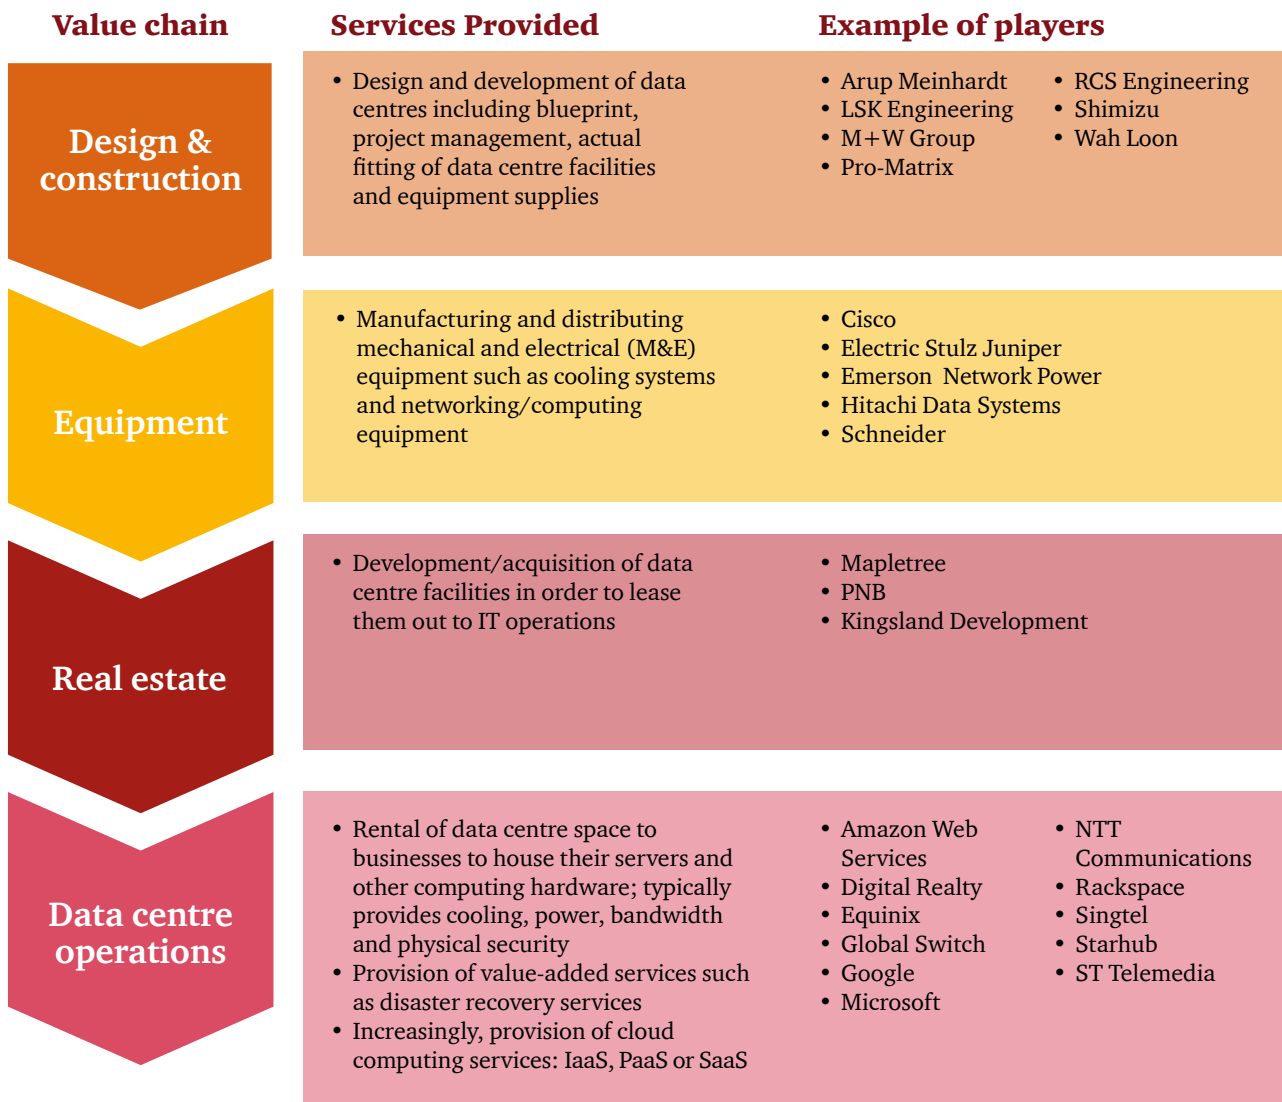 Value chain
Services Provided
Example of players
Design &
construction
• Design and development of data
centres including blueprint,
project management, actual
fitting of data centre facilities
and equipment supplies
• Arup Meinhardt
• LSK Engineering
• M+W Group
• Pro-Matrix
• RCS Engineering
• Shimizu
• Wah Loon
Equipment
• Manufacturing and distributing
mechanical and electrical (M&E)
equipment such as cooling systems
and networking/computing
equipment
• Cisco
• Electric Stulz Juniper
• Emerson  Network Power
• Hitachi Data Systems
• Schneider
Real estate
• Development/acquisition of data
centre facilities in order to lease
them out to IT operations
• Mapletree
• PNB
• Kingsland Development
Data centre
operations
• Rental of data centre space to
businesses to house their servers and
other computing hardware; typically
provides cooling, power, bandwidth
and physical security
• Provision of value-added services such
as disaster recovery services
• Increasingly, provision of cloud
computing services: IaaS, PaaS or SaaS
• Amazon Web
Services
• Digital Realty
• Equinix
• Global Switch
• Google
• Microsoft
• NTT
Communications
• Rackspace
• Singtel
• Starhub
• ST Telemedia